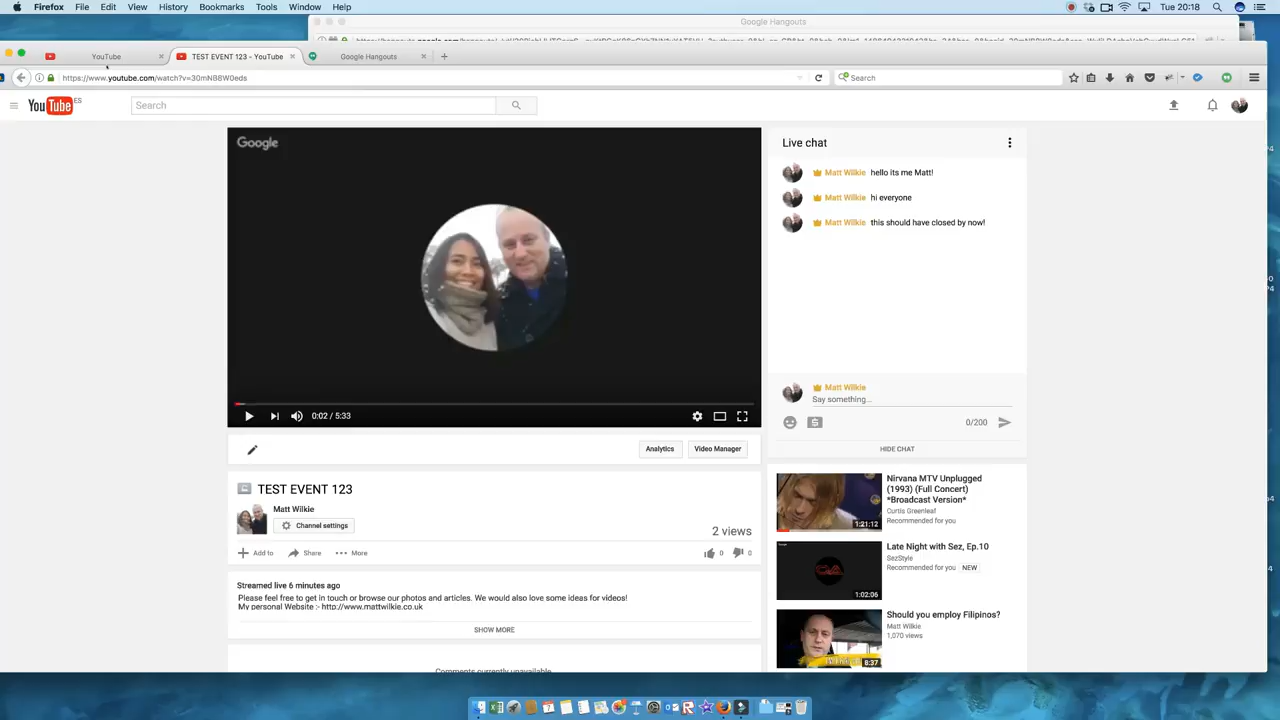 Firefox File Edit View History Bookmarks Tools Window Help
Tue 20:18
Google Hangouts
YouTube
TEST EVENT 123 - YouTube
Google Hangouts
https://www.youtube.com/watch?v=30mNB8W0eds
Search
YouTube ES
Search
Google
0:02 / 5:33
Live chat
Matt Wilkie hello its me Matt!
Matt Wilkie hi everyone
Matt Wilkie this should have closed by now!
Matt Wilkie
Say something...
0/200
HIDE CHAT
Analytics
Video Manager
TEST EVENT 123
Matt Wilkie
Channel settings
2 views
Add to
Share
More
0
0
Streamed live 6 minutes ago
Please feel free to get in touch or browse our photos and articles. We would also love some ideas for videos!
My personal Website :- http://www.mattwilkie.co.uk
SHOW MORE
Comments currently unavailable
Nirvana MTV Unplugged
(1993) (Full Concert)
*Broadcast Version*
Curtis Greenleaf
Recommended for you
1:21:12
Late Night with Sez, Ep.10
SezStyle
Recommended for you NEW
1:02:06
Should you employ Filipinos?
Matt Wilkie
1,070 views
8:37